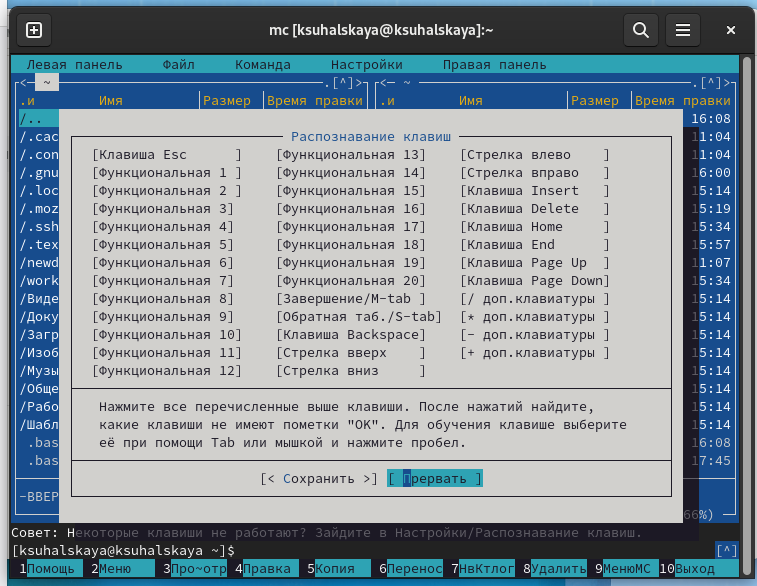 mc [ksuhalskaya@ksuhalskaya]:~
Левая панель Файл Команда Настройки Правая панель
<─ ~ .[^]> <─ ~ .[^]>
.и Имя Размер Время правки .и Имя Размер Время правки
/.. 16:08
/.cac Распознавание клавиш 11:04
/.con [Клавиша Esc ] [Функциональная 13] [Стрелка влево ] 11:04
/.gnu [Функциональная 1 ] [Функциональная 14] [Стрелка вправо ] 16:00
/.loc [Функциональная 2 ] [Функциональная 15] [Клавиша Insert ] 15:14
/.moz [Функциональная 3] [Функциональная 16] [Клавиша Delete ] 15:19
/.ssh [Функциональная 4] [Функциональная 17] [Клавиша Home ] 15:34
/.tex [Функциональная 5] [Функциональная 18] [Клавиша End ] 15:57
/newd [Функциональная 6] [Функциональная 19] [Клавиша Page Up ] 11:07
/work [Функциональная 7] [Функциональная 20] [Клавиша Page Down] 15:34
/Виде [Функциональная 8] [Завершение/M-tab ] [/ доп.клавиатуры ] 15:14
/Доку [Функциональная 9] [Обратная таб./S-tab] [* доп.клавиатуры ] 15:14
/Загр [Функциональная 10] [Клавиша Backspace] [- доп.клавиатуры ] 15:14
/Изоб [Функциональная 11] [Стрелка вверх ] [+ доп.клавиатуры ] 15:14
/Музы [Функциональная 12] [Стрелка вниз ] 15:14
/Обще 15:14
/Рабо Нажмите все перечисленные выше клавиши. После нажатий найдите, 15:14
/Шабл какие клавиши не имеют пометки "OK". Для обучения клавише выберите 15:14
.bas её при помощи Tab или мышкой и нажмите пробел. 16:08
.bas 17:45
[< Сохранить >] [ Прервать ]
-ВВЕР 66%)
Совет: Некоторые клавиши не работают? Зайдите в Настройки/Распознавание клавиш.
[ksuhalskaya@ksuhalskaya ~]$ [^]
1Помощь 2Меню 3Про~отр 4Правка 5Копия 6Перенос 7НвКтлог 8Удалить 9МенюМС 10Выход